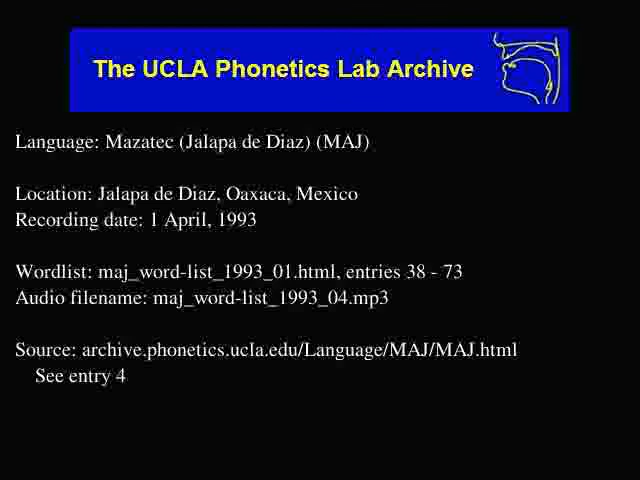 The UCLA Phonetics Lab Archive
Language: Mazatec (Jalapa de Diaz) (MAJ)
Location: Jalapa de Diaz, Oaxaca, Mexico
Recording date: 1 April, 1993
Wordlist: maj_word-list_1993_01.html, entries 38 - 73
Audio filename: maj_word-list_1993_04.mp3
Source: archive.phonetics.ucla.edu/Language/MAJ/MAJ.html
See entry 4